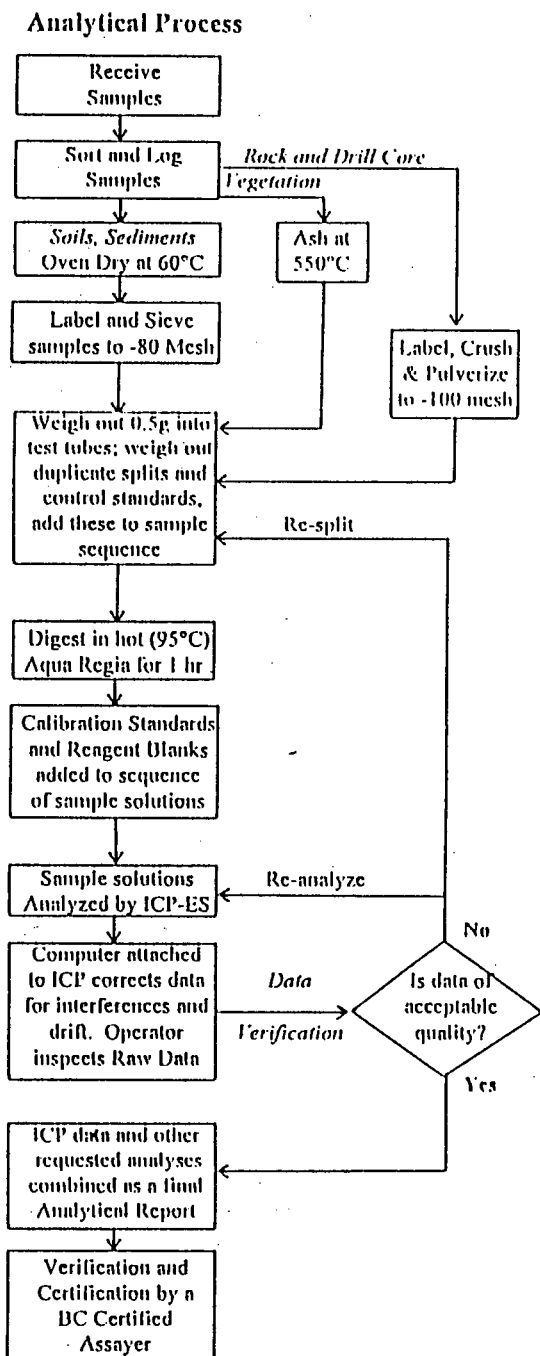 Analytical Process
Receive
Samples
Sort and Log
Samples
Rock and Drill Core
Vegetation
Soils, Sediments
Oven Dry at 60°C
Ash at
550°C
Label and Sieve
samples to -80 Mesh
Label, Crush
& Pulverize
to -100 mesh
Weigh out 0.5g into
test tubes; weigh out
duplicate splits and
control standards,
add these to sample
sequence
Re-split
Digest in hot (95°C)
Aqua Regia for 1 hr
Calibration Standards
and Reagent Blanks
added to sequence
of sample solutions
Sample solutions
Analyzed by ICP-ES
Re-analyze
No
Computer attached
to ICP corrects data
for interferences and
drift. Operator
inspects Raw Data
Data
Verification
Is data of
acceptable
quality?
Yes
ICP data and other
requested analyses
combined as a final
Analytical Report
Verification and
Certification by a
BC Certified
Assayer